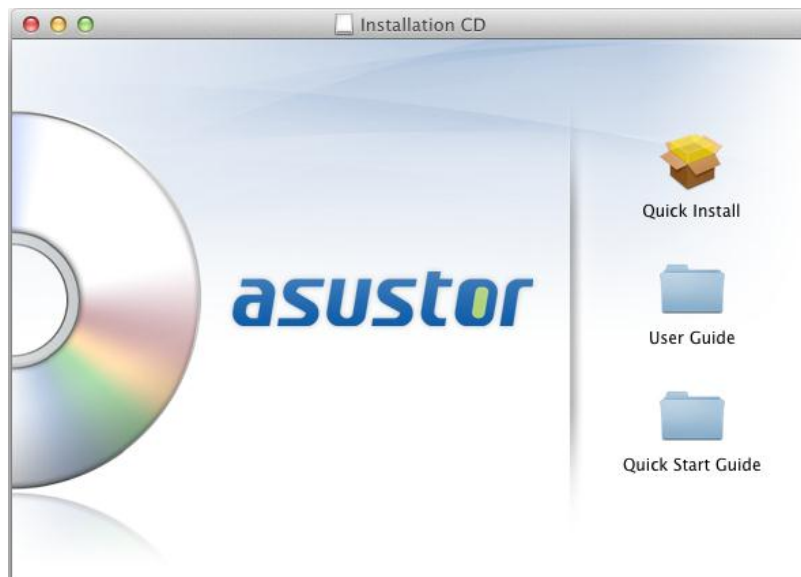 Installation CD
asustor
Quick Install
User Guide
Quick Start Guide